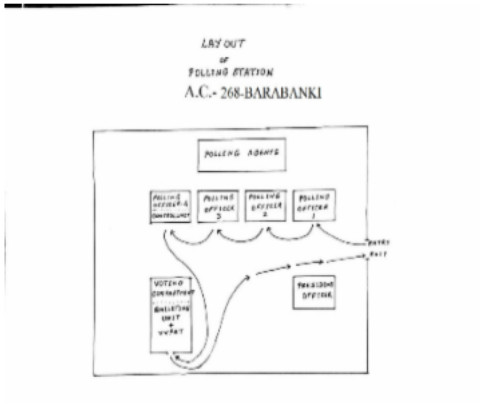 LAY OUT
OF
POLLING STATION
A.C.- 268-BARABANKI
POLLING AGENTS
POLLING
OFFICER-4
CONTROL UNIT
POLLING
OFFICER
3
POLLING
OFFICER
2
POLLING
OFFICER
1
ENTRY
EXIT
VOTING
COMPARTMENT
BALLOTING
UNIT
+
VVPAT
PRESIDING
OFFICER